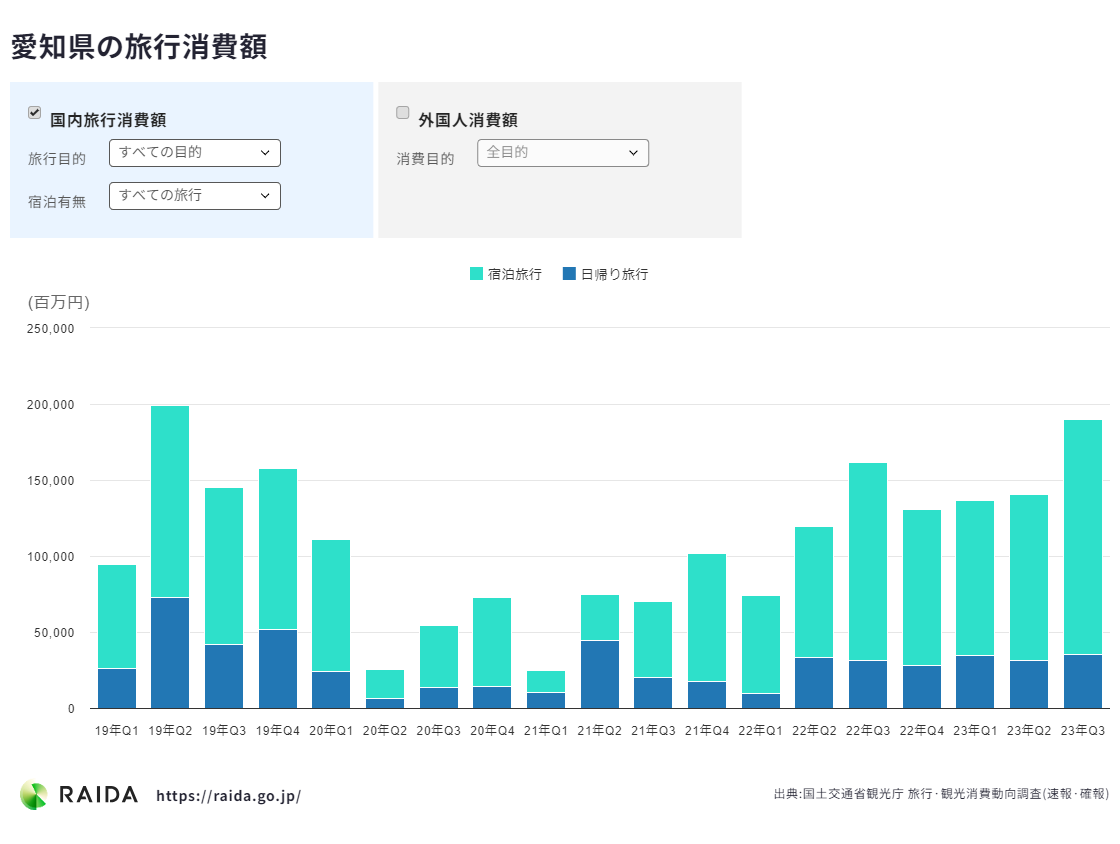 愛知県の旅行消費額
国内旅行消費額
旅行目的 すべての目的
宿泊有無 すべての旅行
外国人消費額
消費目的 全目的
宿泊旅行 日帰り旅行
(百万円)
250,000
200,000
150,000
100,000
50,000
0
19年Q1 19年Q2 19年Q3 19年Q4 20年Q1 20年Q2 20年Q3 20年Q4 21年Q1 21年Q2 21年Q3 21年Q4 22年Q1 22年Q2 22年Q3 22年Q4 23年Q1 23年Q2 23年Q3
RAIDA https://raida.go.jp/
出典:国土交通省観光庁 旅行･観光消費動向調査(速報･確報)